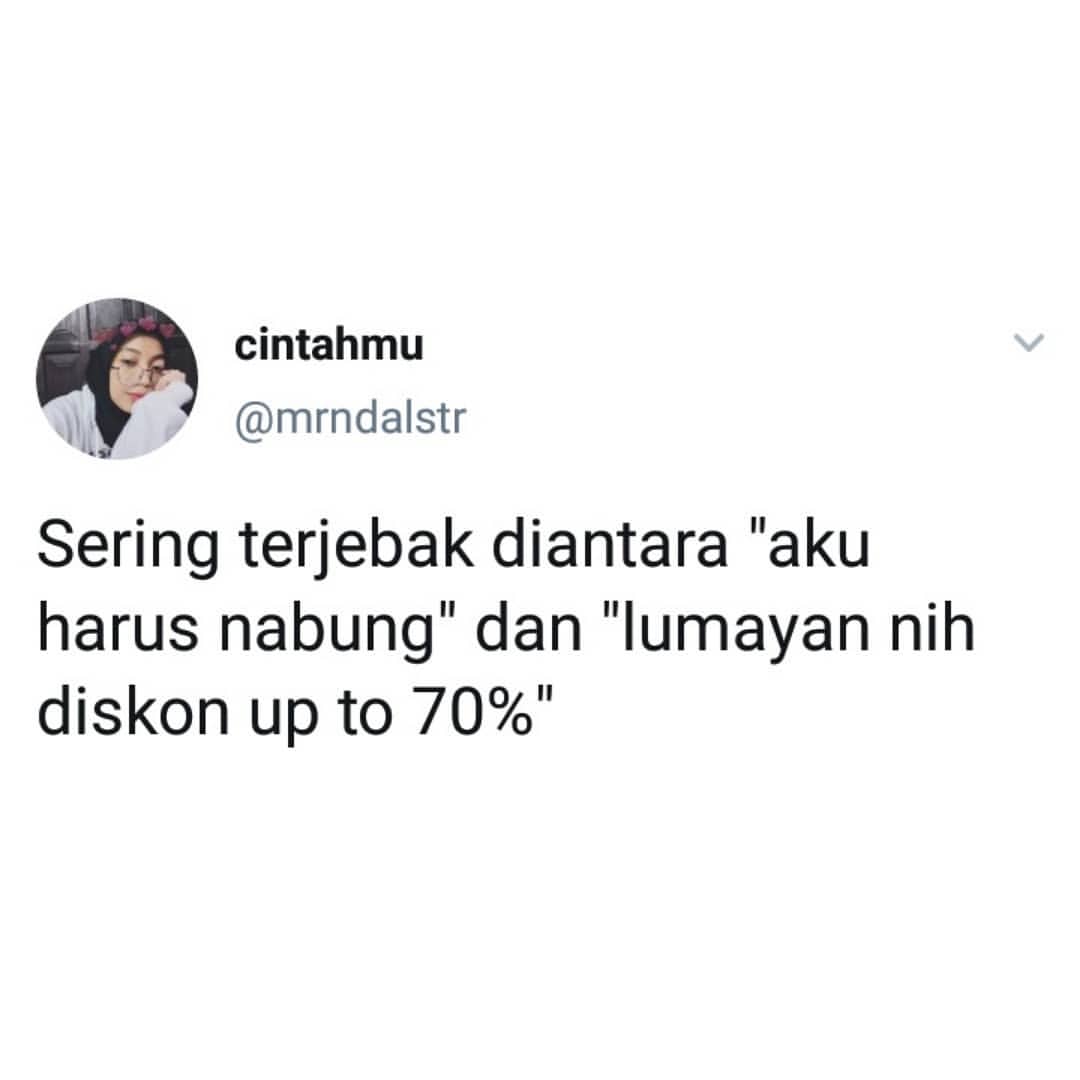 cintahmu
@mrndalstr
Sering terjebak diantara "aku
harus nabung" dan "lumayan nih
diskon up to 70%"